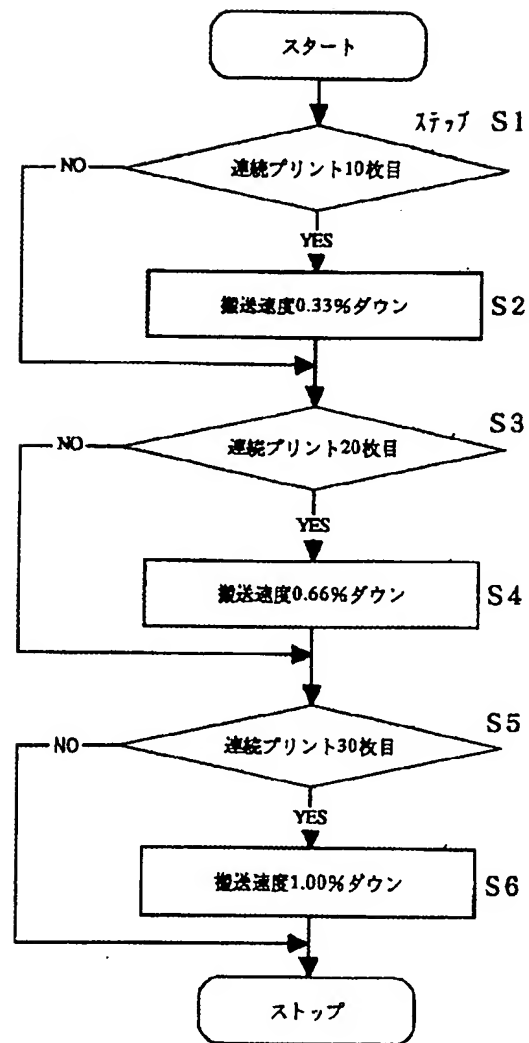 スタート
ステップ S1
連続プリント10枚目
NO
YES
搬送速度0.33%ダウン
S2
S3
連続プリント20枚目
NO
YES
搬送速度0.66%ダウン
S4
S5
連続プリント30枚目
NO
YES
搬送速度1.00%ダウン
S6
ストップ